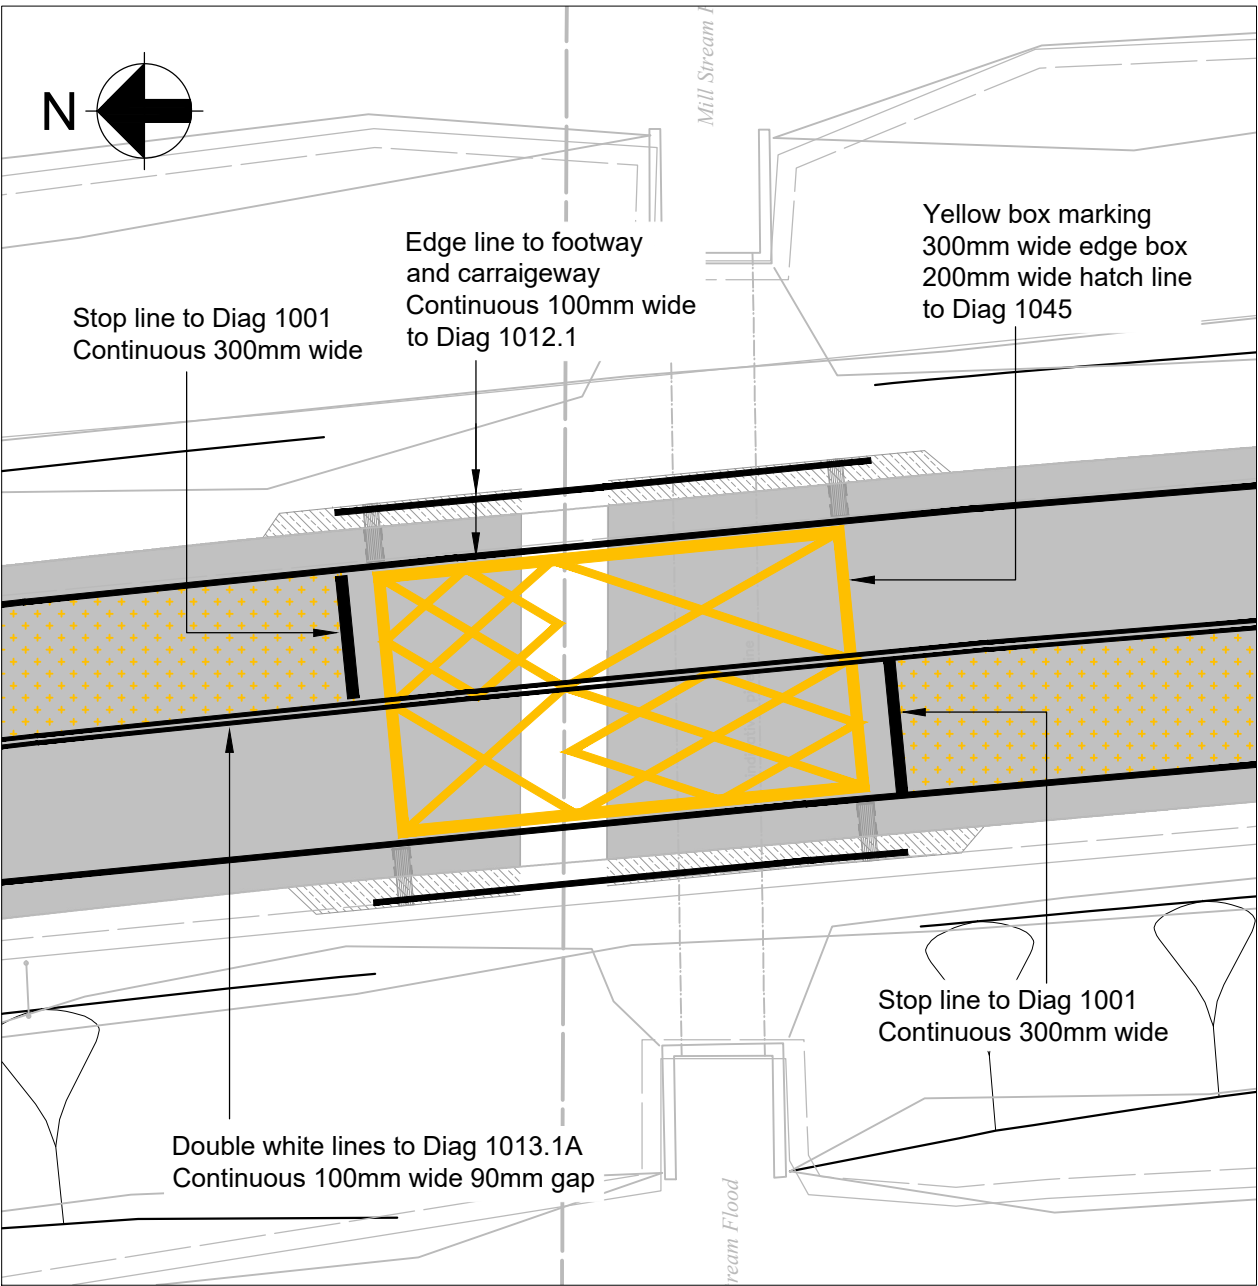 N
Mill Stream
Edge line to footway
and carraigeway
Continuous 100mm wide
to Diag 1012.1
Yellow box marking
300mm wide edge box
200mm wide hatch line
to Diag 1045
Stop line to Diag 1001
Continuous 300mm wide
Stop line to Diag 1001
Continuous 300mm wide
Double white lines to Diag 1013.1A
Continuous 100mm wide 90mm gap
ream Flood